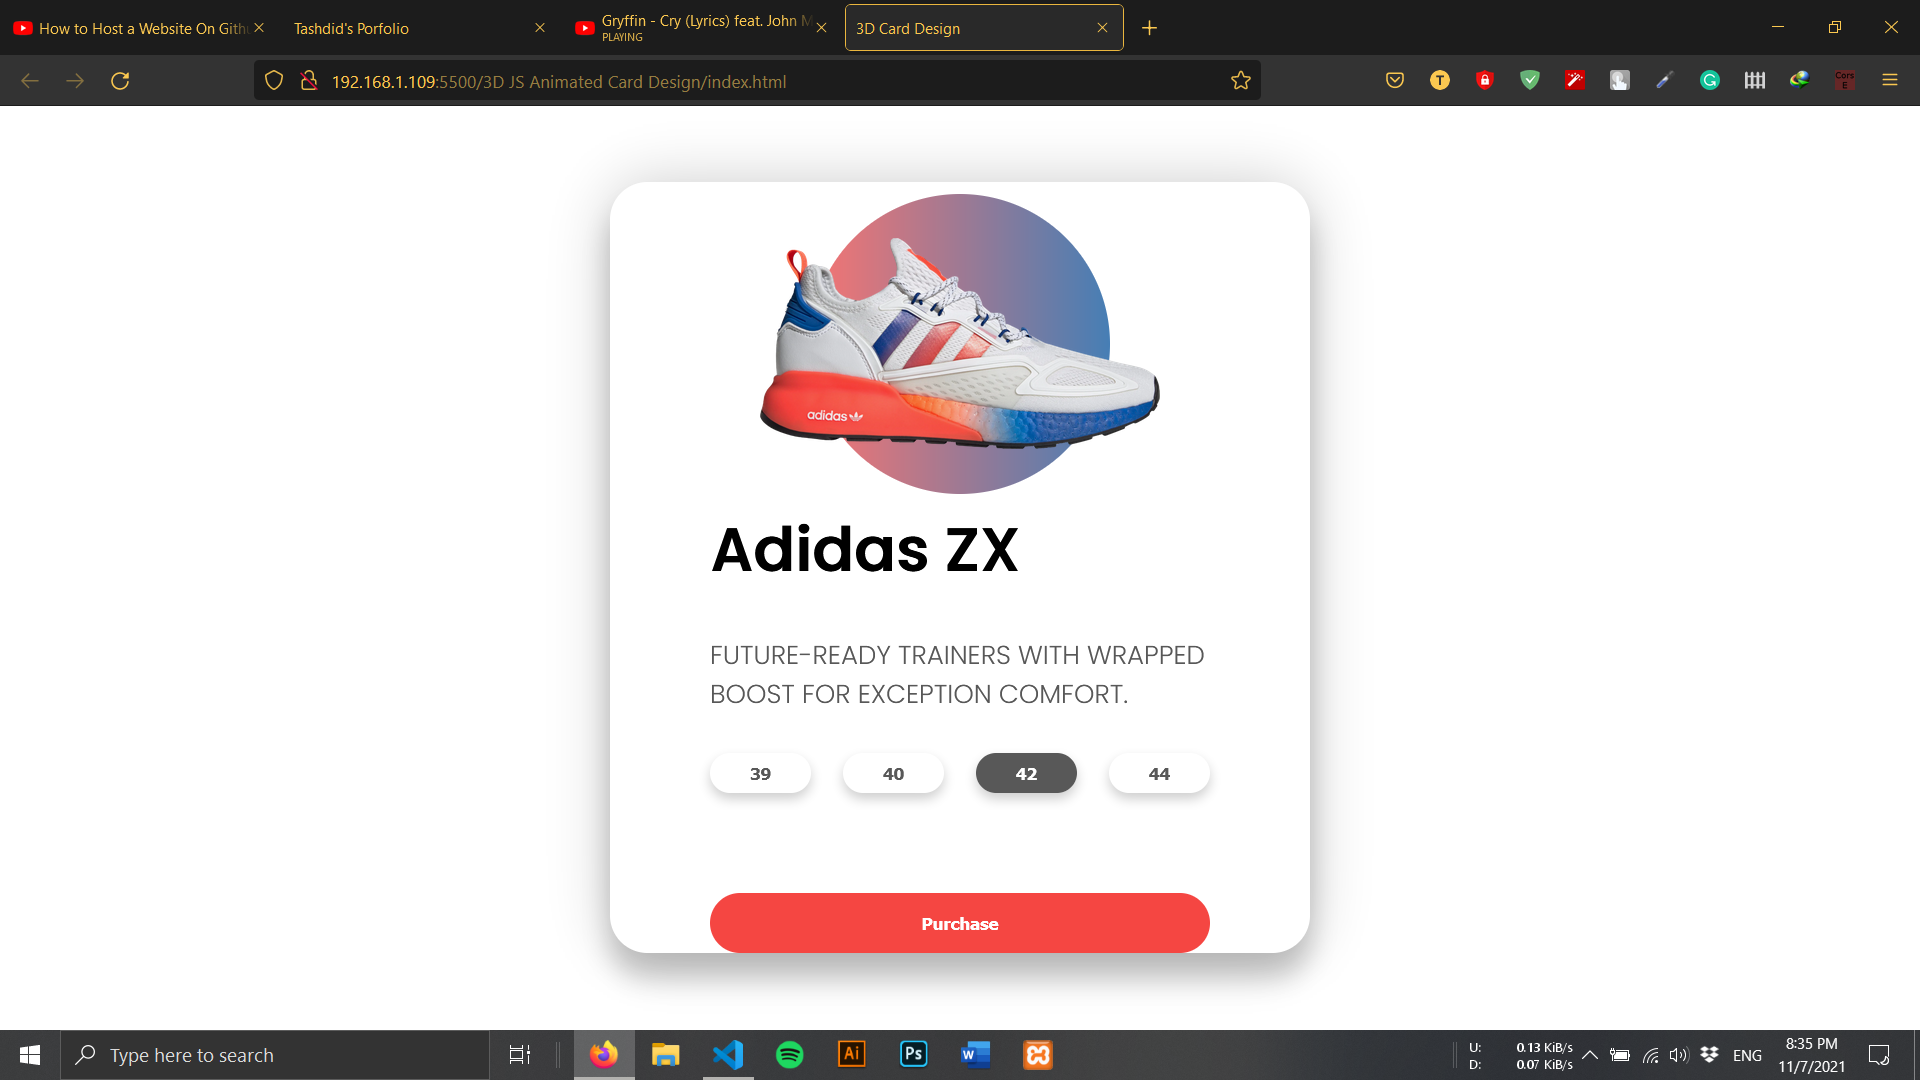 How to Host a Website On Gith
Tashdid's Porfolio
Gryffin - Cry (Lyrics) feat. John M
PLAYING
3D Card Design
192.168.1.109:5500/3D JS Animated Card Design/index.html
T
Cors
E
adidas
Adidas ZX
FUTURE-READY TRAINERS WITH WRAPPED
BOOST FOR EXCEPTION COMFORT.
39
40
42
44
Purchase
Type here to search
Ai
Ps
W
U: 0.13 KiB/s
D: 0.07 KiB/s
ENG
8:35 PM
11/7/2021